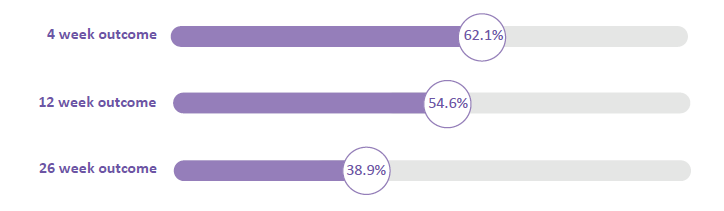 4 week outcome 62.1%
12 week outcome 54.6%
26 week outcome 38.9%